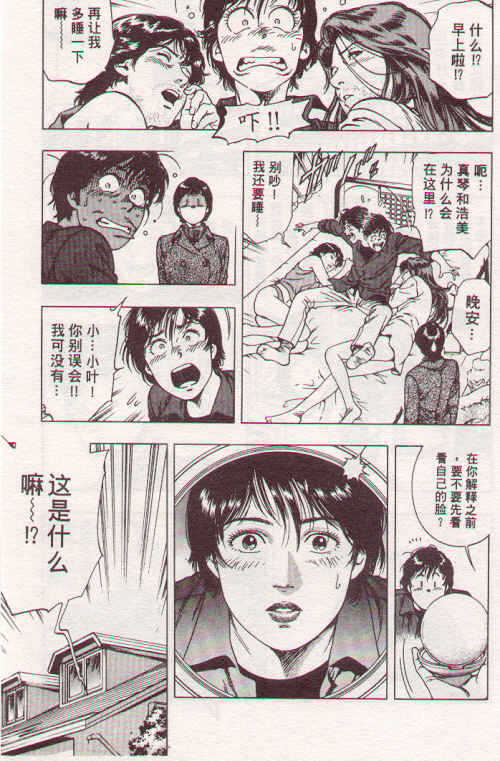 什么!?
早上啦!?
吓!!
再让我
多睡一下
嘛~~~
呃…
真琴和浩美
为什么会
在这里!?
别吵!
我还要睡~
晚安…
小…小叶!
你别误会!!
我可没有…
在你解释之前
，要不要先看
看自己的脸?
这是什么
嘛~~!?